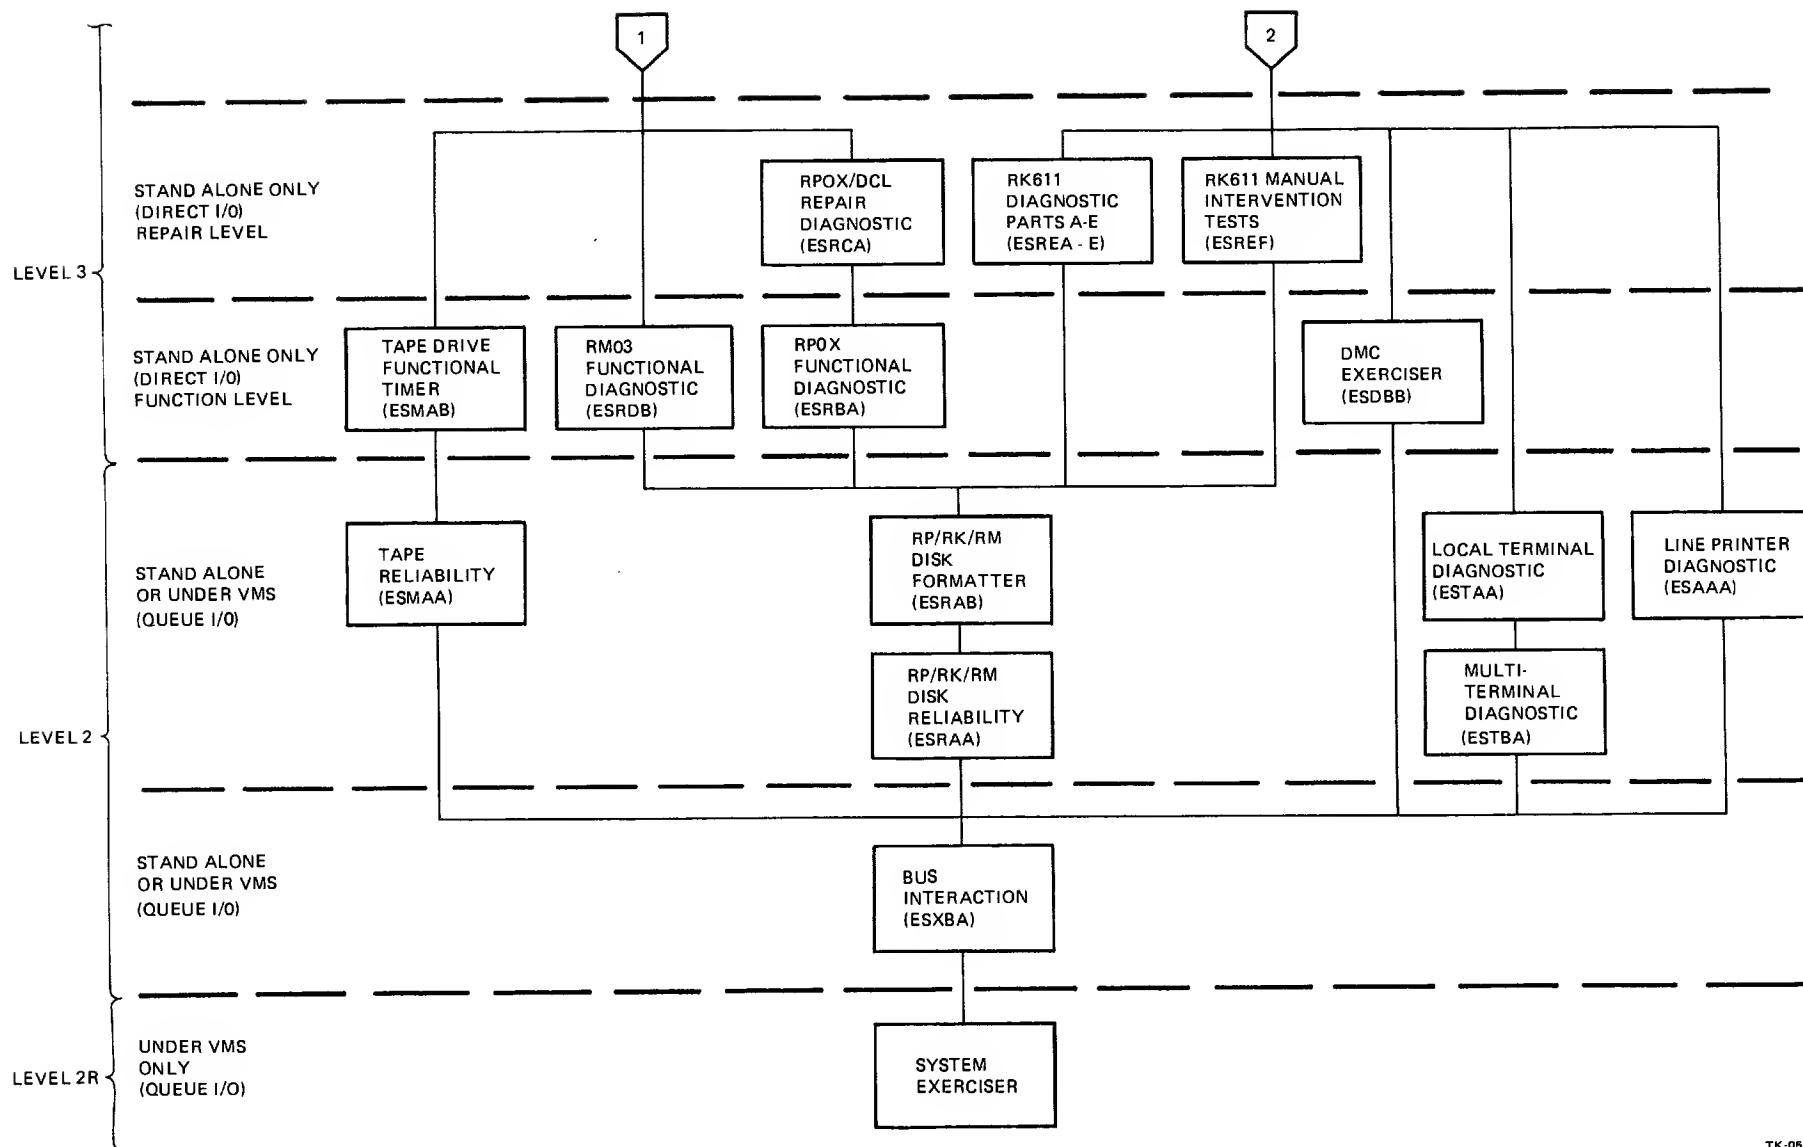 1
2
STAND ALONE ONLY
(DIRECT I/O)
REPAIR LEVEL
RPOX/DCL
REPAIR
DIAGNOSTIC
(ESRCA)
RK611
DIAGNOSTIC
PARTS A-E
(ESREA - E)
RK611 MANUAL
INTERVENTION
TESTS
(ESREF)
LEVEL 3
STAND ALONE ONLY
(DIRECT I/O)
FUNCTION LEVEL
TAPE DRIVE
FUNCTIONAL
TIMER
(ESMAB)
RM03
FUNCTIONAL
DIAGNOSTIC
(ESRDB)
RP0X
FUNCTIONAL
DIAGNOSTIC
(ESRBA)
DMC
EXERCISER
(ESDBB)
STAND ALONE
OR UNDER VMS
(QUEUE I/O)
TAPE
RELIABILITY
(ESMAA)
RP/RK/RM
DISK
FORMATTER
(ESRAB)
LOCAL TERMINAL
DIAGNOSTIC
(ESTAA)
LINE PRINTER
DIAGNOSTIC
(ESAAA)
RP/RK/RM
DISK
RELIABILITY
(ESRAA)
MULTI-
TERMINAL
DIAGNOSTIC
(ESTBA)
LEVEL 2
STAND ALONE
OR UNDER VMS
(QUEUE I/O)
BUS
INTERACTION
(ESXBA)
LEVEL 2R
UNDER VMS
ONLY
(QUEUE I/O)
SYSTEM
EXERCISER